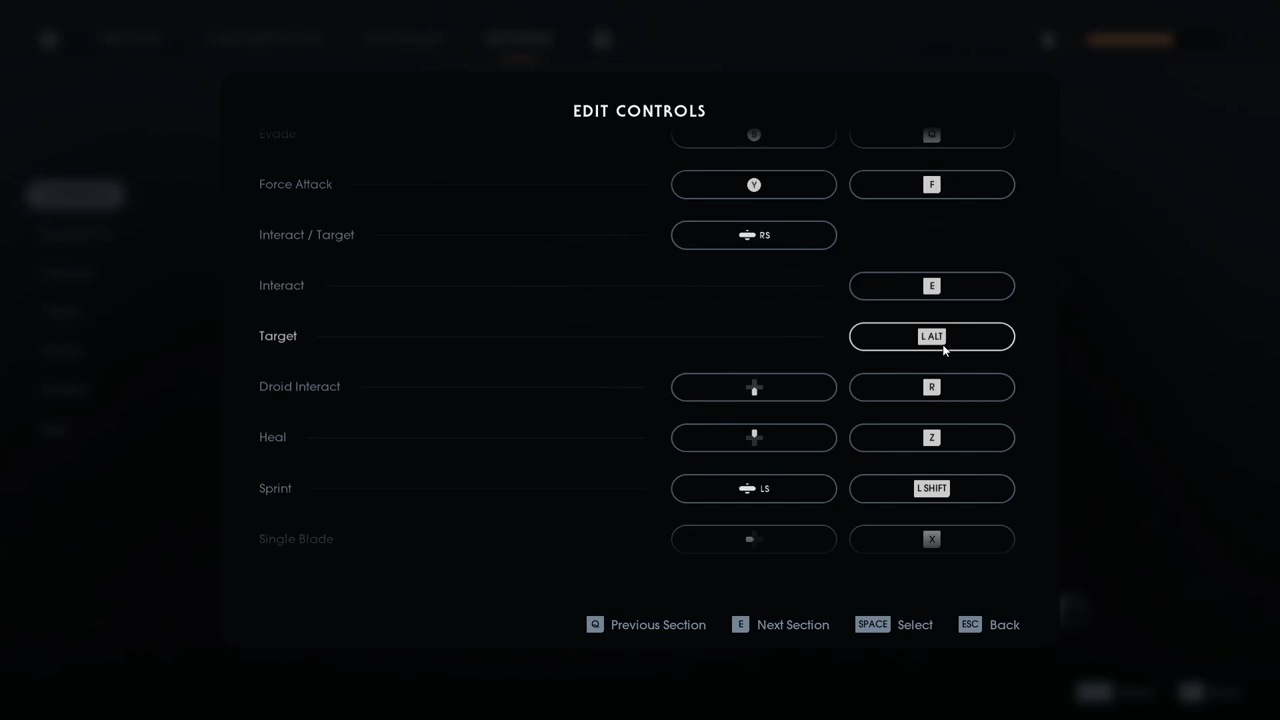 EDIT CONTROLS
Evade B Q
Force Attack Y F
Interact / Target RS
Interact E
Target L ALT
Droid Interact R
Heal Z
Sprint LS L SHIFT
Single Blade X
Q Previous Section E Next Section SPACE Select ESC Back